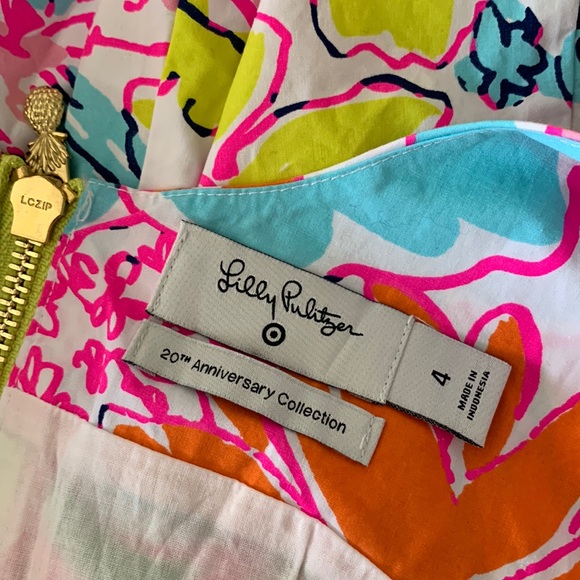 LCZIP
Lilly Pulitzer
20TH Anniversary Collection
4
MADE IN
INDONESIA